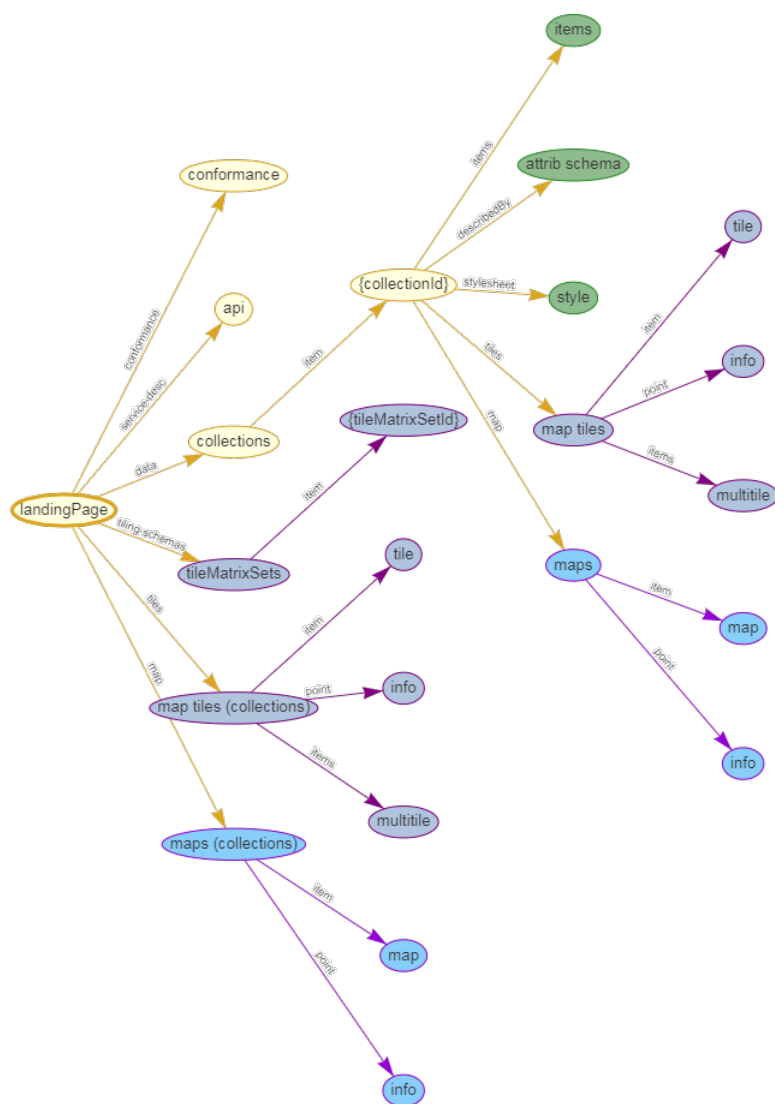 items
items
attrib schema
conformance
describedBy
tile
{collectionId}
stylesheet
style
api
item
conformance
service-desc
tiles
point
info
item
map
{tileMatrixSetId}
map tiles
collections
items
data
item
multitile
landingPage
tiling-schemas
tile
maps
tileMatrixSets
item
tiles
item
map
point
map
point
info
map tiles (collections)
items
info
multitile
maps (collections)
item
map
point
info